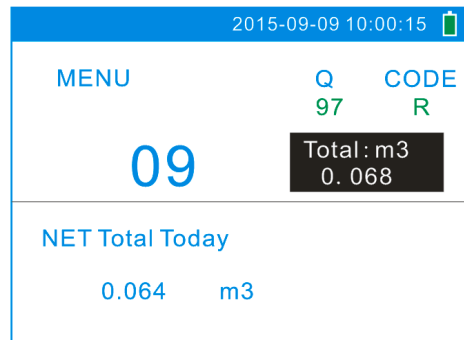 2015-09-09 10:00:15
MENU Q CODE
97 R
09
Total: m3
0. 068
NET Total Today
0.064 m3